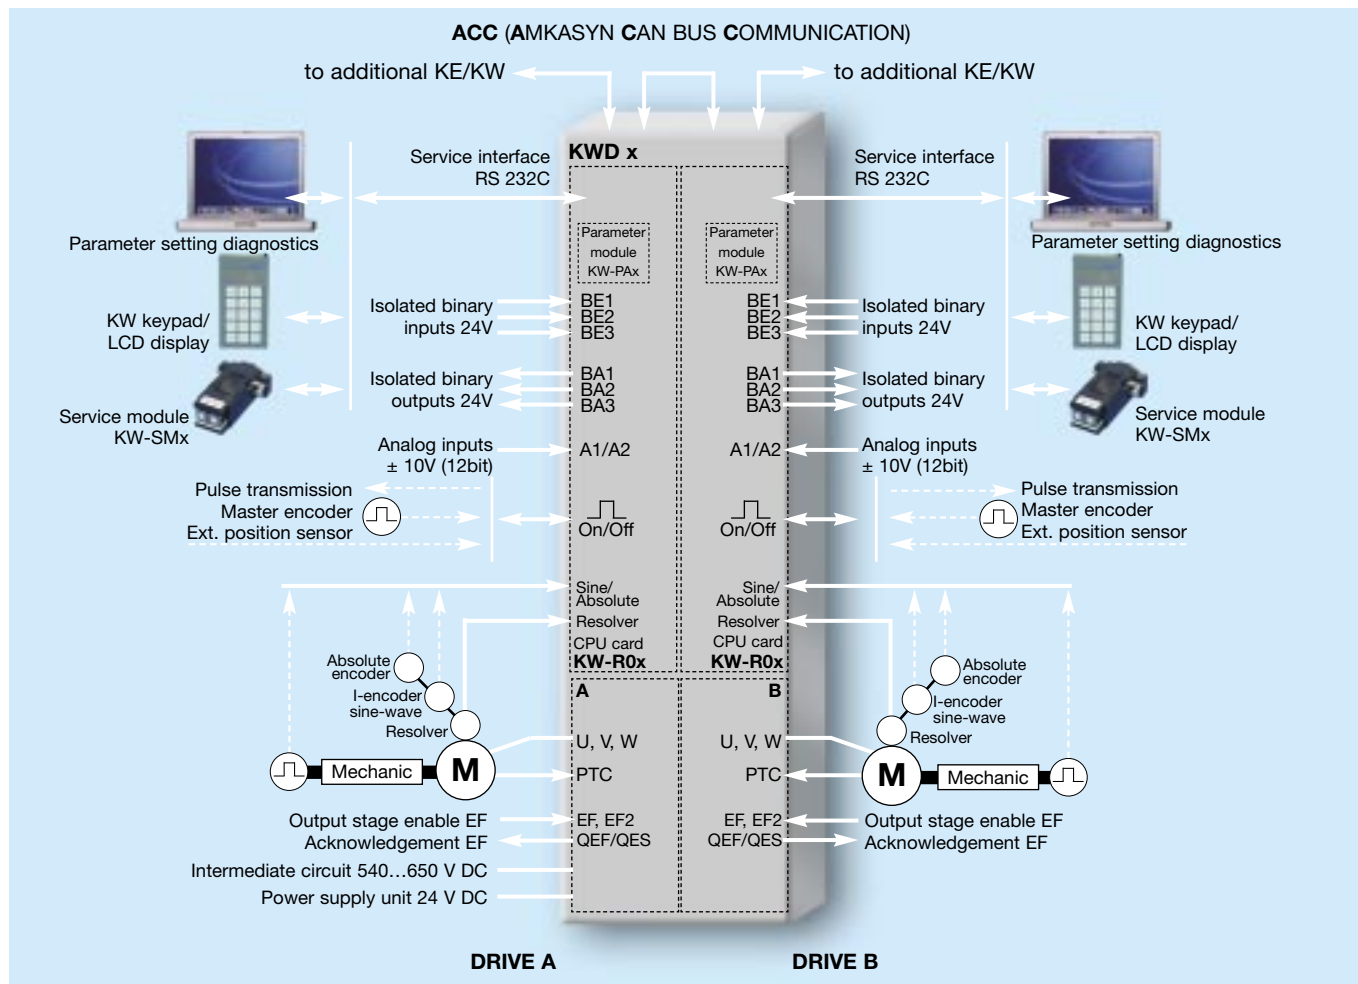 ACC (AMKASYN CAN BUS COMMUNICATION)
to additional KE/KW
to additional KE/KW
KWD x
Service interface
RS 232C
Service interface
RS 232C
Parameter setting diagnostics
Parameter setting diagnostics
Parameter
module
KW-PAx
Parameter
module
KW-PAx
KW keypad/
LCD display
Isolated binary
inputs 24V
BE1
BE2
BE3
BE1
BE2
BE3
Isolated binary
inputs 24V
KW keypad/
LCD display
Service module
KW-SMx
Isolated binary
outputs 24V
BA1
BA2
BA3
BA1
BA2
BA3
Isolated binary
outputs 24V
Service module
KW-SMx
Analog inputs
± 10V (12bit)
A1/A2
A1/A2
Analog inputs
± 10V (12bit)
Pulse transmission
Master encoder
Ext. position sensor
On/Off
On/Off
Pulse transmission
Master encoder
Ext. position sensor
Sine/
Absolute
Resolver
CPU card
KW-R0x
Sine/
Absolute
Resolver
CPU card
KW-R0x
Absolute
encoder
I-encoder
sine-wave
Resolver
Absolute
encoder
I-encoder
sine-wave
Resolver
A
B
Mechanic
M
U, V, W
PTC
U, V, W
PTC
M
Mechanic
Output stage enable EF
Acknowledgement EF
EF, EF2
QEF/QES
EF, EF2
QEF/QES
Output stage enable EF
Acknowledgement EF
Intermediate circuit 540...650 V DC
Power supply unit 24 V DC
DRIVE A
DRIVE B